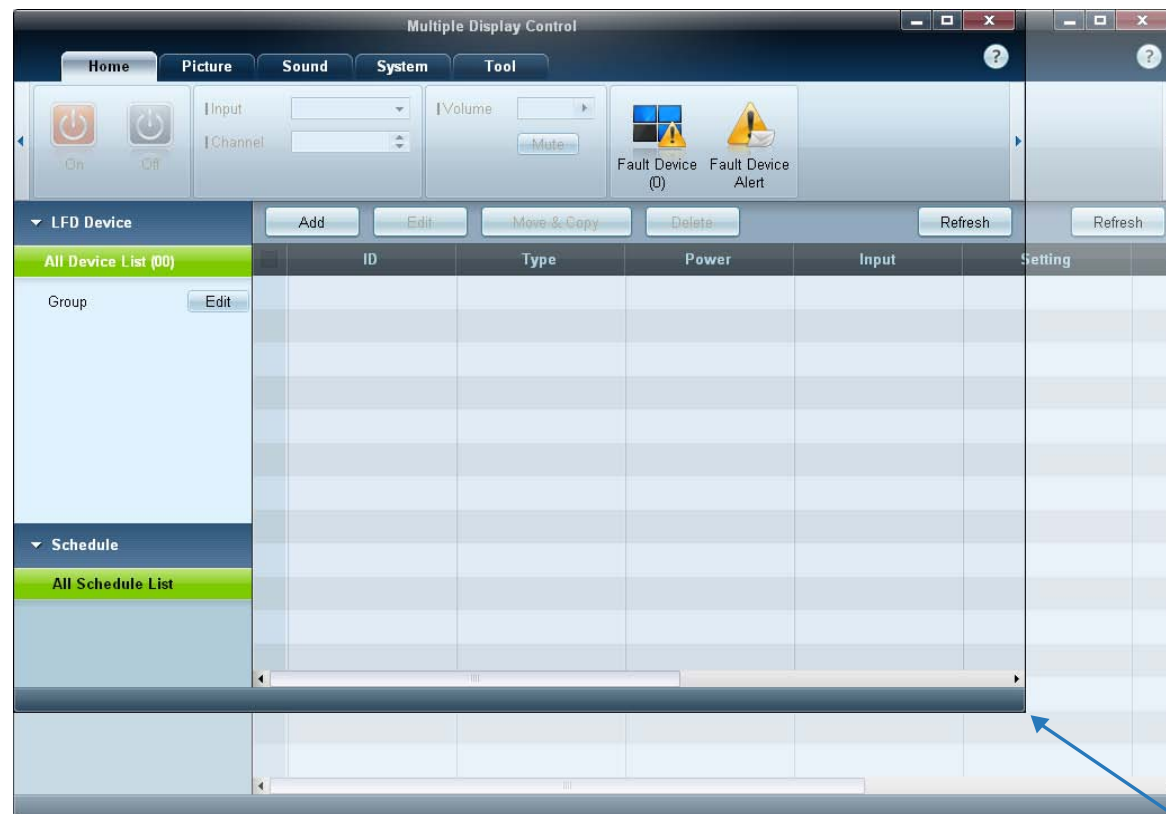 Multiple Display Control
Home Picture Sound System Tool ? ?
Input Volume
Channel Mute
On Off
Fault Device (0) Fault Device Alert
LFD Device Add Edit Move & Copy Delete Refresh Refresh
All Device List (00) ID Type Power Input Setting
Group Edit
Schedule
All Schedule List